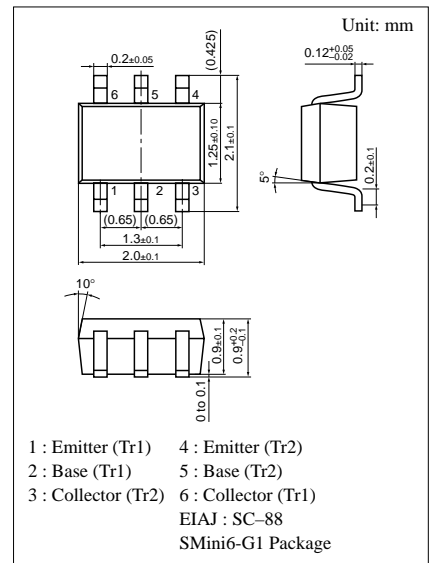 Unit: mm
0.2±0.05
(0.425)
0.12+0.05 −0.02
6 5 4
1.25±0.10
2.1±0.1
5°
0.2±0.1
1 2 3
(0.65) (0.65)
1.3±0.1
2.0±0.1
10°
0.9±0.1
0.9+0.2 −0.1
0 to 0.1
1 : Emitter (Tr1) 4 : Emitter (Tr2)
2 : Base (Tr1) 5 : Base (Tr2)
3 : Collector (Tr2) 6 : Collector (Tr1)
EIAJ : SC–88
SMini6-G1 Package